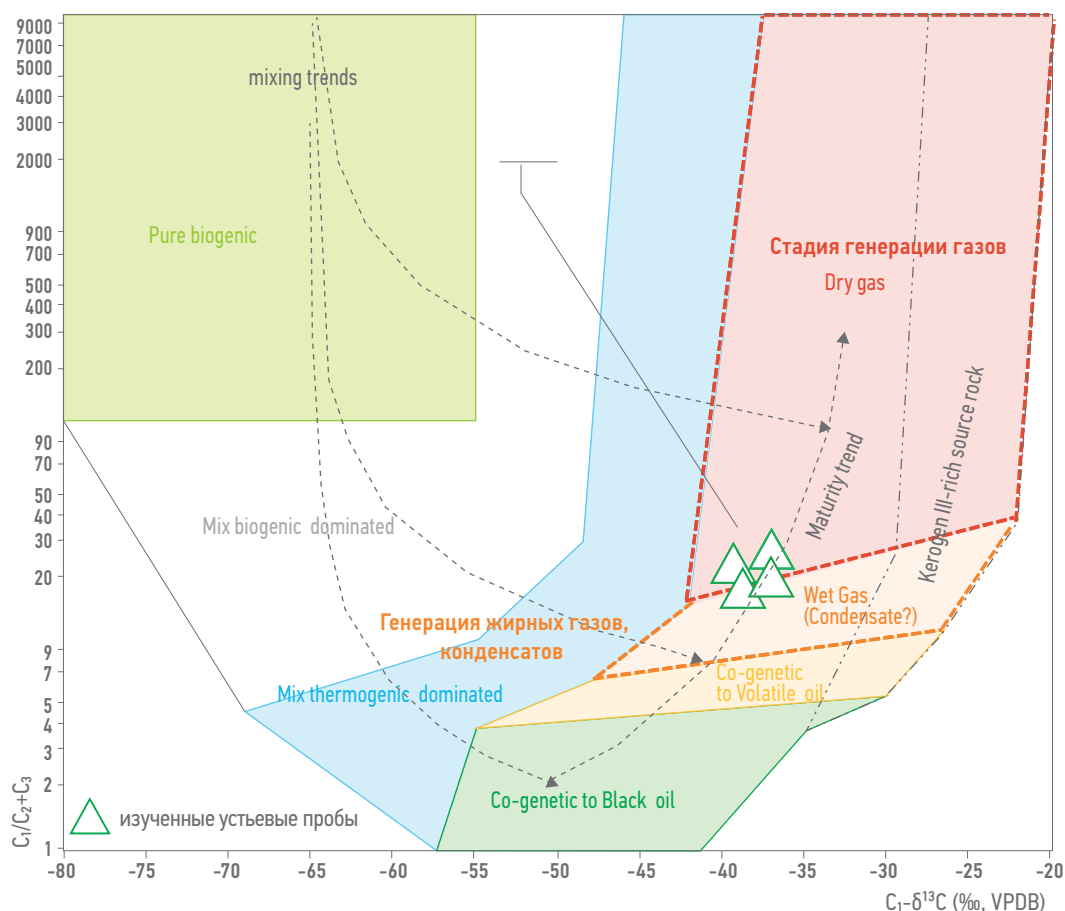 9000
7000
5000
4000
3000
2000
900
700
500
400
300
200
90
70
50
40
30
20
9
7
5
4
3
2
1
C₁/C₂+C₃
mixing trends
Pure biogenic
Стадия генерации газов
Dry gas
Maturity trend
Kerogen III-rich source rock
Mix biogenic dominated
Wet Gas
(Condensate?)
Генерация жирных газов,
конденсатов
Co-genetic
to Volatile oil
Mix thermogenic dominated
Co-genetic to Black oil
изученные устьевые пробы
-80 -75 -70 -65 -60 -55 -50 -45 -40 -35 -30 -25 -20
C₁-δ¹³C (‰, VPDB)